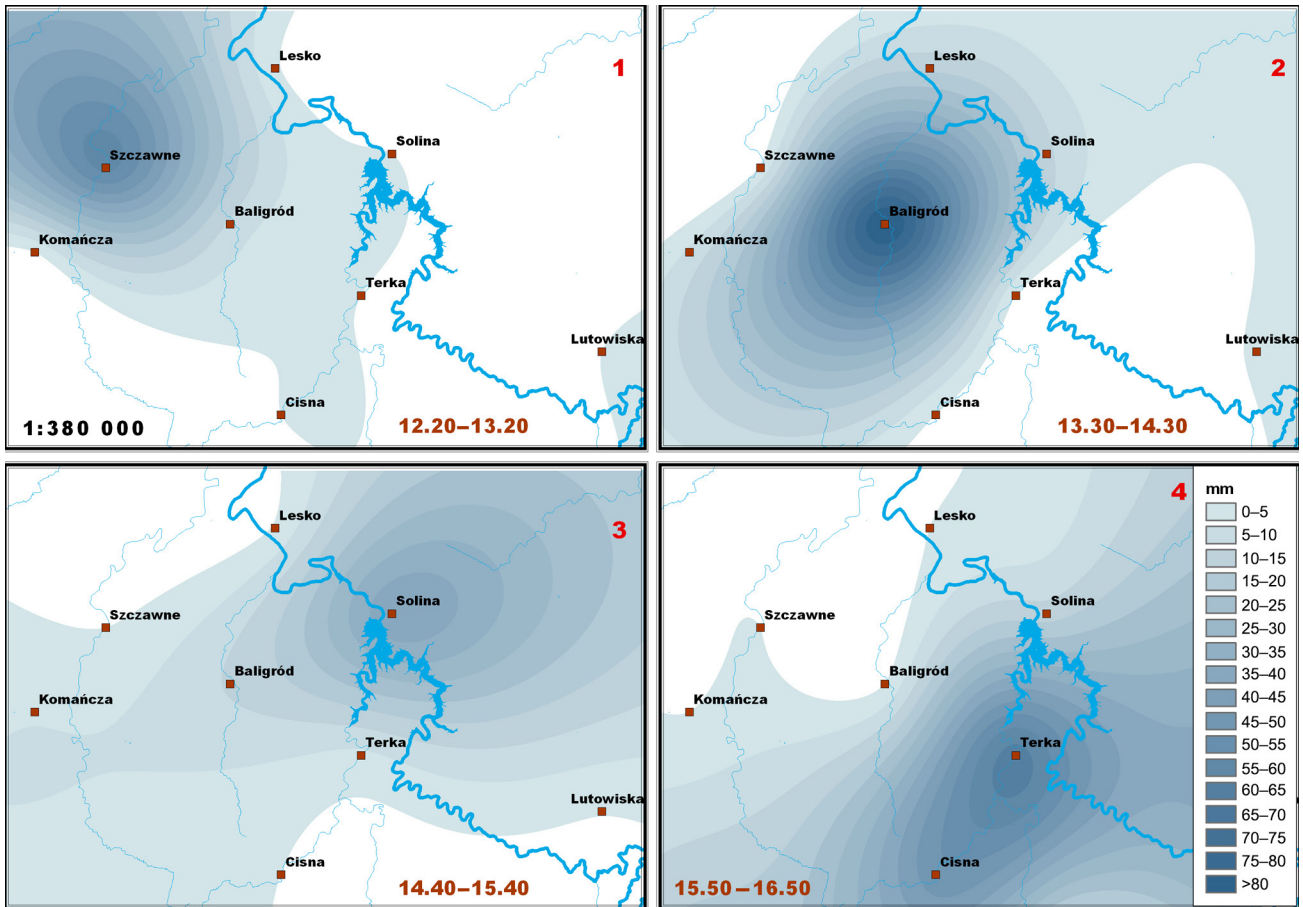 1
Lesko
Solina
Szczawne
Baligród
Komańcza
Terka
Lutowiska
Cisna
1:380 000
12.20–13.20
2
Lesko
Solina
Szczawne
Baligród
Komańcza
Terka
Lutowiska
Cisna
13.30–14.30
3
Lesko
Solina
Szczawne
Baligród
Komańcza
Terka
Lutowiska
Cisna
14.40–15.40
4
Lesko
Solina
Szczawne
Baligród
Komańcza
Terka
Cisna
15.50–16.50
mm
0–5
5–10
10–15
15–20
20–25
25–30
30–35
35–40
40–45
45–50
50–55
55–60
60–65
65–70
70–75
75–80
>80